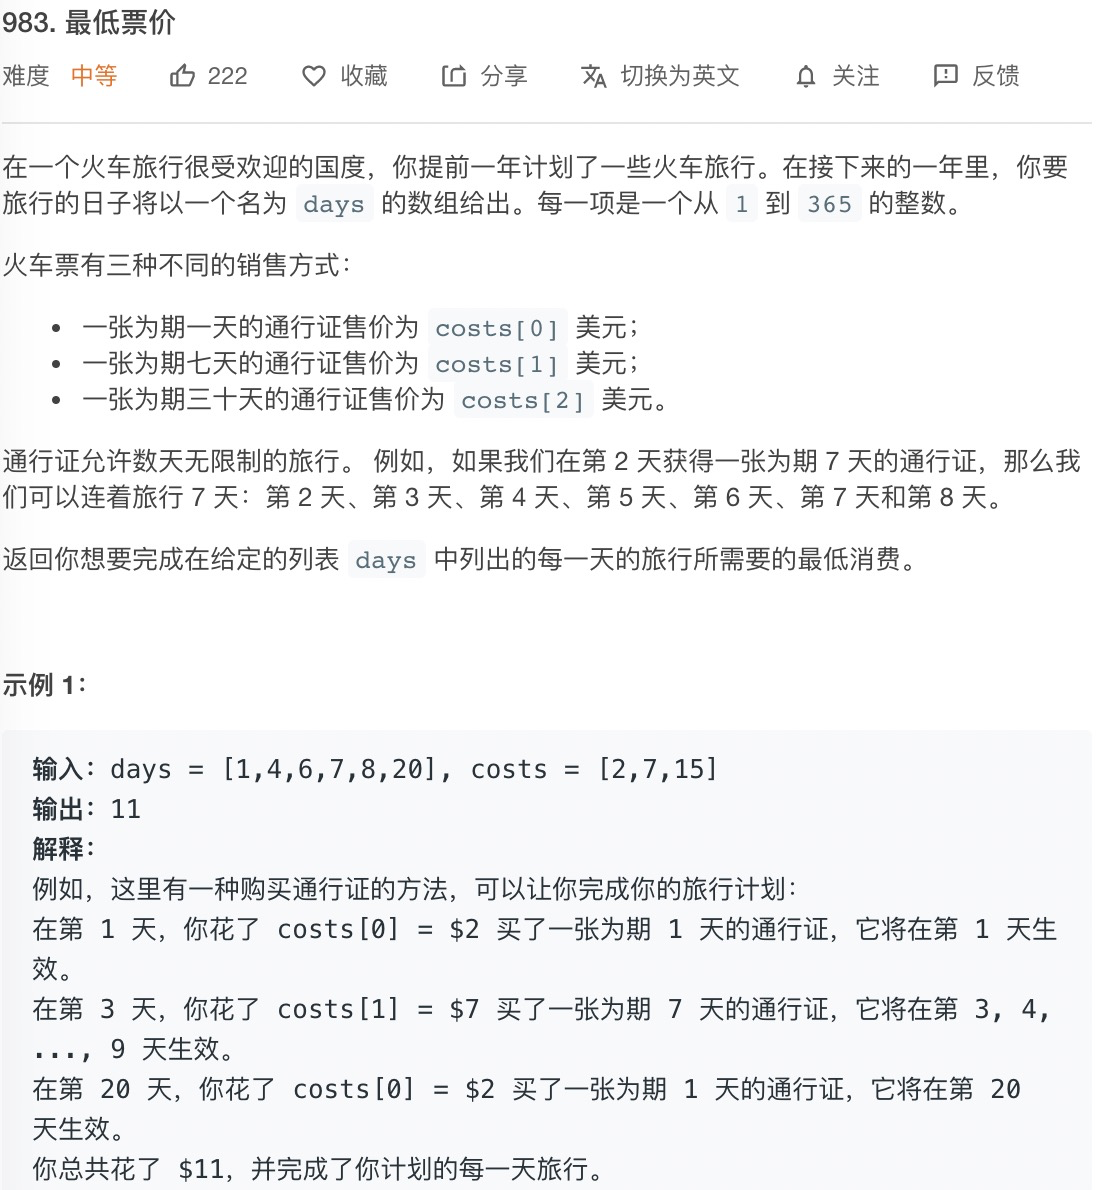 983. 最低票价
难度 中等 222 收藏 分享 切换为英文 关注 反馈
在一个火车旅行很受欢迎的国度，你提前一年计划了一些火车旅行。在接下来的一年里，你要
旅行的日子将以一个名为 days 的数组给出。每一项是一个从 1 到 365 的整数。
火车票有三种不同的销售方式：
• 一张为期一天的通行证售价为 costs[0] 美元；
• 一张为期七天的通行证售价为 costs[1] 美元；
• 一张为期三十天的通行证售价为 costs[2] 美元。
通行证允许数天无限制的旅行。 例如，如果我们在第 2 天获得一张为期 7 天的通行证，那么我
们可以连着旅行 7 天：第 2 天、第 3 天、第 4 天、第 5 天、第 6 天、第 7 天和第 8 天。
返回你想要完成在给定的列表 days 中列出的每一天的旅行所需要的最低消费。
示例 1：
输入：days = [1,4,6,7,8,20], costs = [2,7,15]
输出：11
解释：
例如，这里有一种购买通行证的方法，可以让你完成你的旅行计划：
在第 1 天，你花了 costs[0] = $2 买了一张为期 1 天的通行证，它将在第 1 天生
效。
在第 3 天，你花了 costs[1] = $7 买了一张为期 7 天的通行证，它将在第 3, 4,
..., 9 天生效。
在第 20 天，你花了 costs[0] = $2 买了一张为期 1 天的通行证，它将在第 20
天生效。
你总共花了 $11，并完成了你计划的每一天旅行。